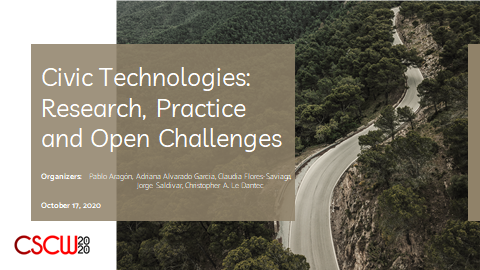 Civic Technologies:
Research, Practice
and Open Challenges
Organizers: Pablo Aragón, Adriana Alvarado Garcia, Claudia Flores-Saviaga
Jorge Saldivar, Christopher A. Le Dantec
October 17, 2020
CSCW 20
20